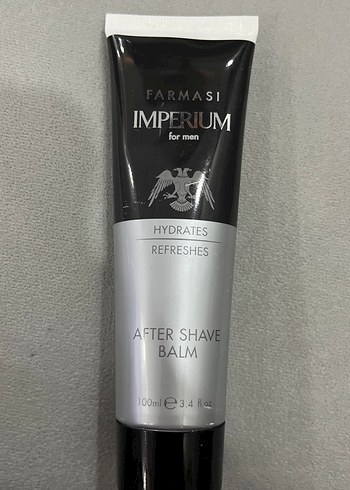 FARMASI
IMPERIUM
for men
HYDRATES
REFRESHES
AFTER SHAVE
BALM
100ml ℮ 3.4 fl.oz.